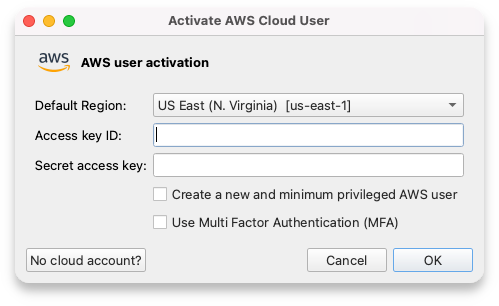 Activate AWS Cloud User
aws AWS user activation
Default Region: US East (N. Virginia) [us-east-1]
Access key ID:
Secret access key:
Create a new and minimum privileged AWS user
Use Multi Factor Authentication (MFA)
No cloud account? Cancel OK